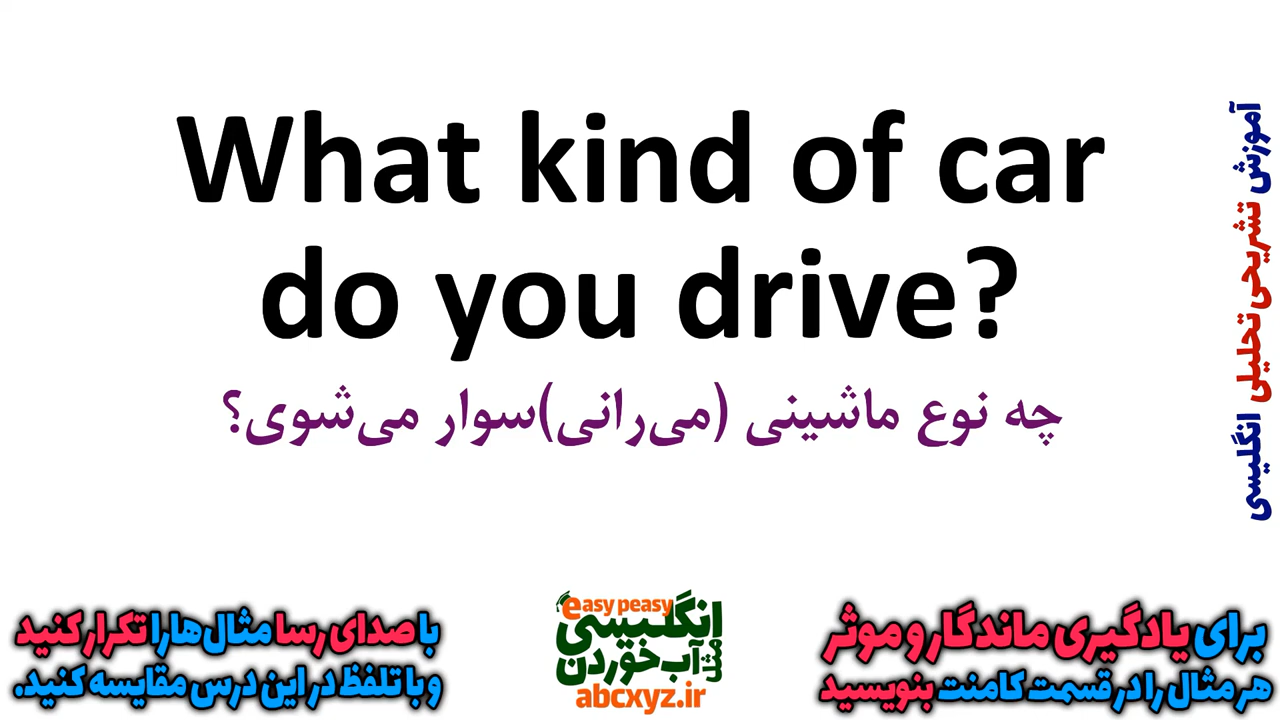 What kind of car
do you drive?
چه نوع ماشینی (می‌رانی)سوار می‌شوی؟
آموزش تشریحی تحلیلی انگلیسی
برای یادگیری ماندگار و موثر
هر مثال را در قسمت کامنت بنویسید
easy peasy
انگلیسی
مثل آب خوردن
abcxyz.ir
با صدای رسا مثال‌ها را تکرار کنید
و با تلفظ در این درس مقایسه کنید.